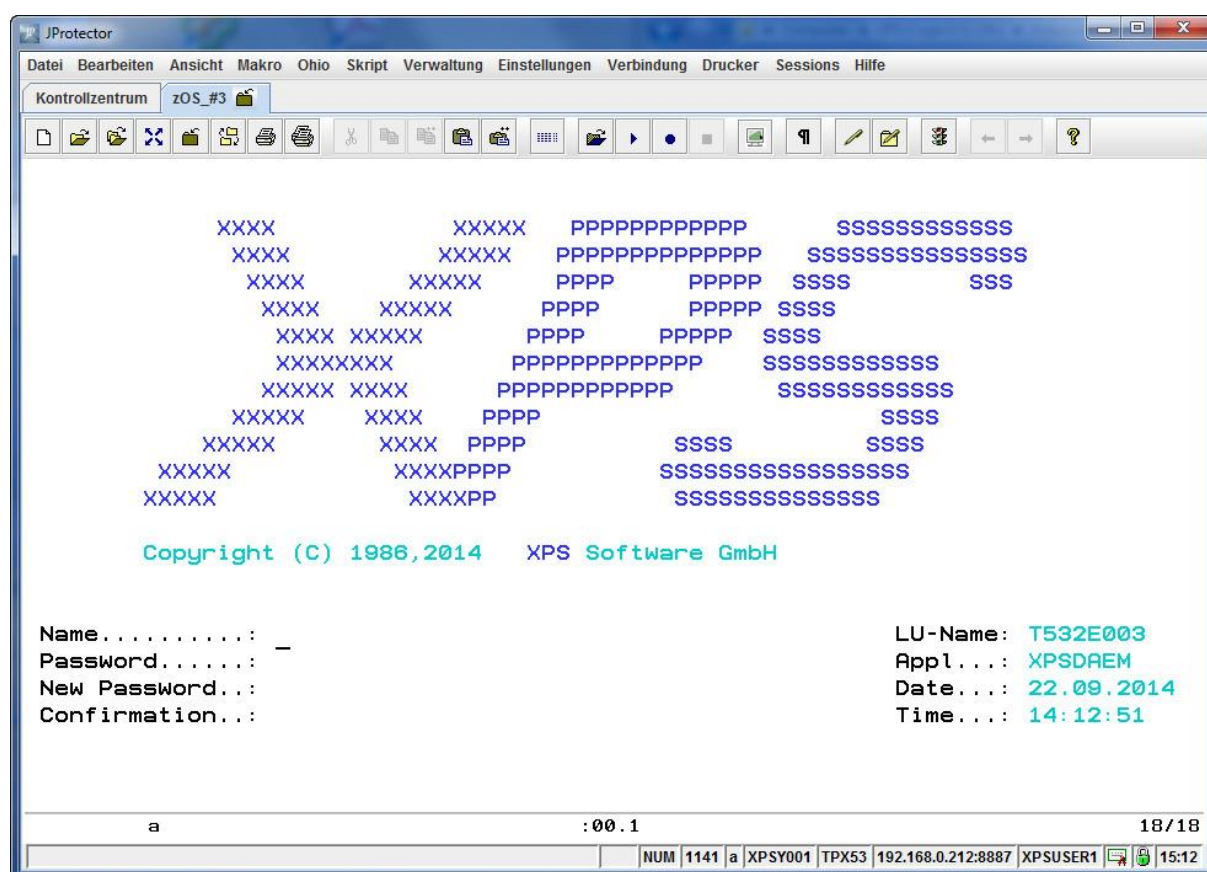 JProtector
Datei Bearbeiten Ansicht Makro Ohio Skript Verwaltung Einstellungen Verbindung Drucker Sessions Hilfe
Kontrollzentrum zOS_#3
XXXX XXXXX PPPPPPPPPPPP SSSSSSSSSSSS
XXXX XXXXX PPPPPPPPPPPPPP SSSSSSSSSSSSSSS
XXXX XXXXX PPPP PPPPP SSSS SSS
XXXX XXXXX PPPP PPPPP SSSS
XXXX XXXXX PPPP PPPPP SSSS
XXXXXXXX PPPPPPPPPPPPP SSSSSSSSSSSS
XXXXX XXXX PPPPPPPPPPPP SSSSSSSSSSSS
XXXXX XXXX PPPP SSSS
XXXXX XXXX PPPP SSSS SSSS
XXXXX XXXXPPPP SSSSSSSSSSSSSSSSS
XXXXX XXXXPP SSSSSSSSSSSSSS
Copyright (C) 1986,2014 XPS Software GmbH
Name..........: _ LU-Name: T532E003
Password......: Appl...: XPSDAEM
New Password..: Date...: 22.09.2014
Confirmation..: Time...: 14:12:51
a :00.1 18/18
NUM 1141 a XPSY001 TPX53 192.168.0.212:8887 XPSUSER1 15:12